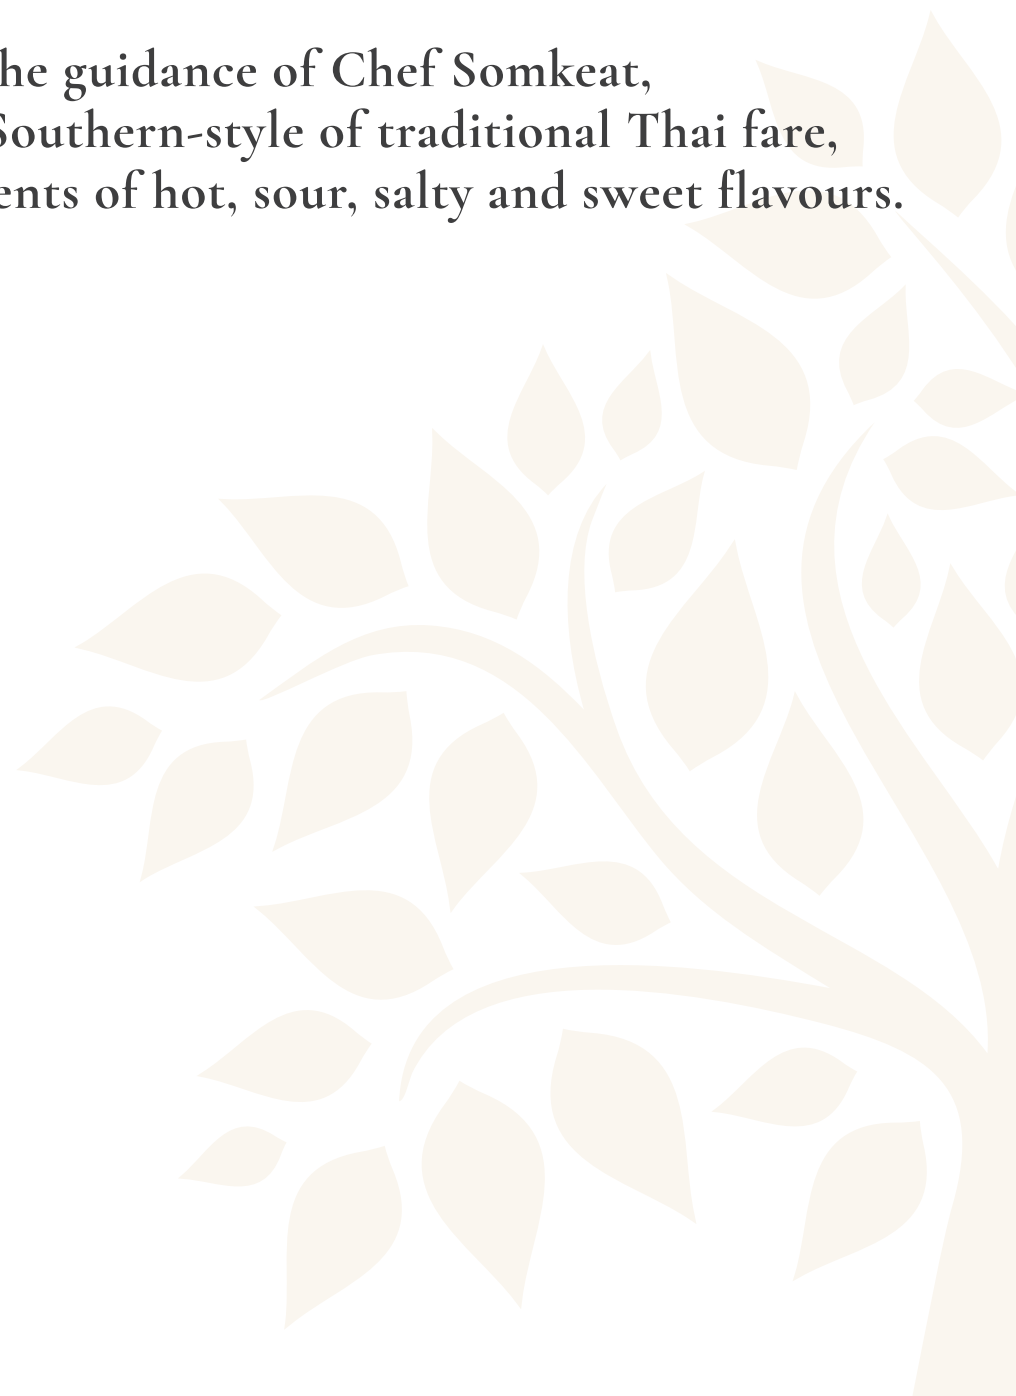 he guidance of Chef Somkeat,
Southern-style of traditional Thai fare,
ents of hot, sour, salty and sweet flavours.